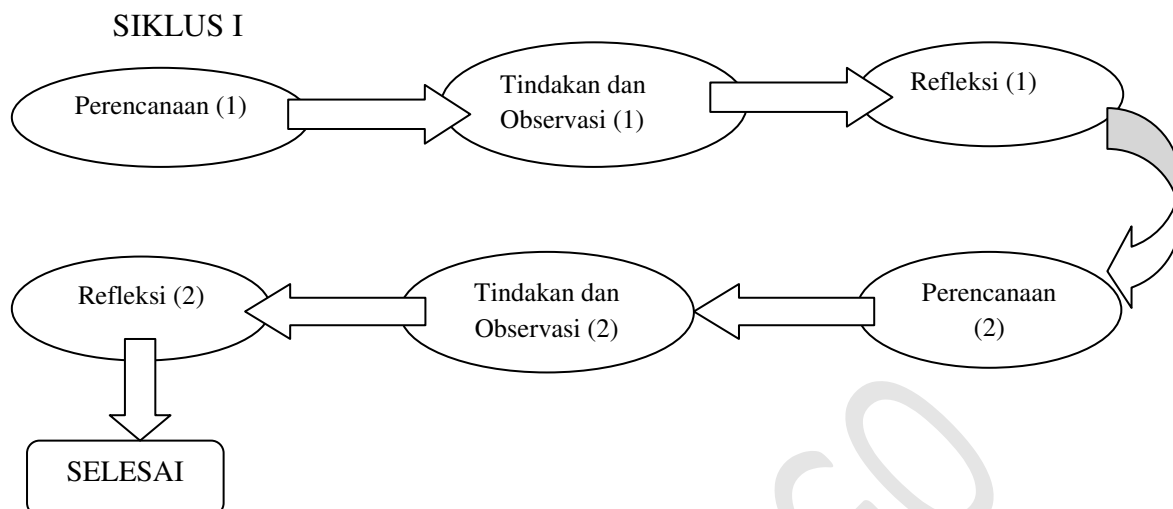 SIKLUS I
Perencanaan (1)
Tindakan dan
Observasi (1)
Refleksi (1)
Perencanaan
(2)
Tindakan dan
Observasi (2)
Refleksi (2)
SELESAI